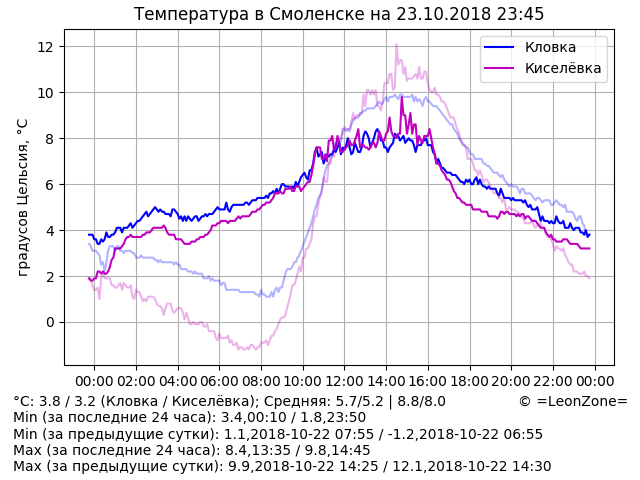 Температура в Смоленске на 23.10.2018 23:45
Кловка
Киселёвка
градусов Цельсия, °C
12
10
8
6
4
2
0
00:00 02:00 04:00 06:00 08:00 10:00 12:00 14:00 16:00 18:00 20:00 22:00 00:00
°C: 3.8 / 3.2 (Кловка / Киселёвка); Средняя: 5.7/5.2 | 8.8/8.0 © =LeonZone=
Min (за последние 24 часа): 3.4,00:10 / 1.8,23:50
Min (за предыдущие сутки): 1.1,2018-10-22 07:55 / -1.2,2018-10-22 06:55
Max (за последние 24 часа): 8.4,13:35 / 9.8,14:45
Max (за предыдущие сутки): 9.9,2018-10-22 14:25 / 12.1,2018-10-22 14:30